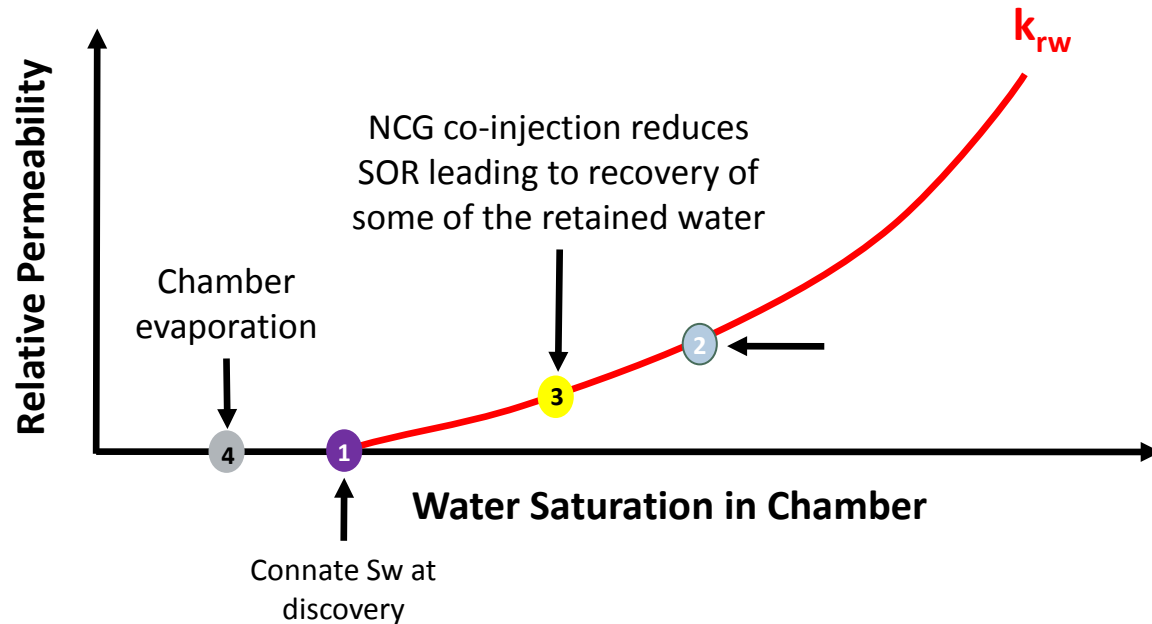 k_rw
Relative Permeability
NCG co-injection reduces
SOR leading to recovery of
some of the retained water
Chamber
evaporation
2
3
4
1
Water Saturation in Chamber
Connate Sw at
discovery